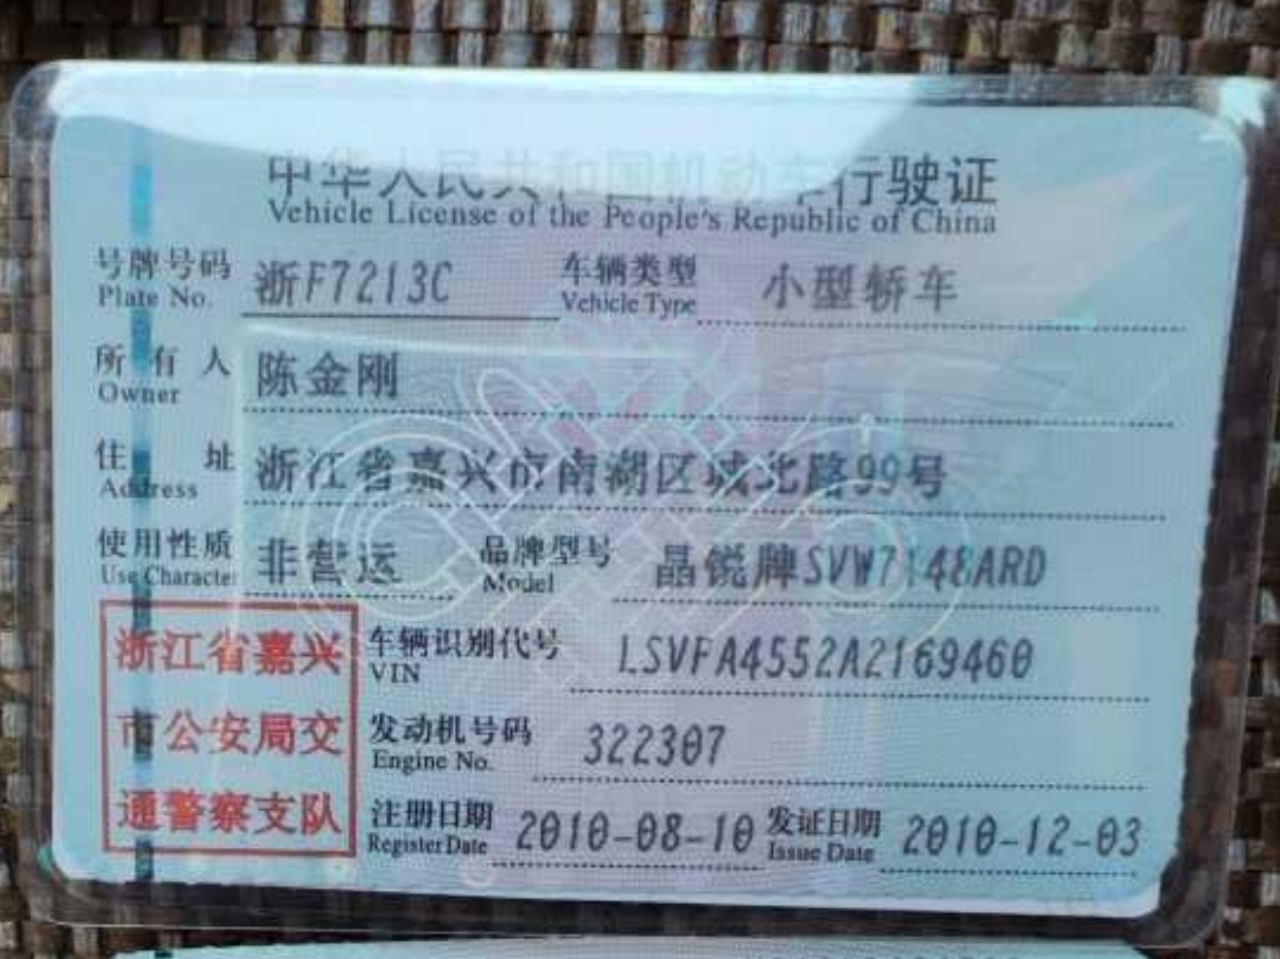 中华人民共和国机动车行驶证
Vehicle License of the People's Republic of China
号牌号码 浙F7213C 车辆类型 小型轿车
Plate No. Vehicle Type
所有人 陈金刚
Owner
住址 浙江省嘉兴市南湖区城北路99号
Address
使用性质 非营运 品牌型号 晶锐牌SVW7148ARD
Use Character Model
浙江省嘉兴
市公安局交
通警察支队
车辆识别代号 LSVFA4552A2169460
VIN
发动机号码 322307
Engine No.
注册日期 2010-08-10 发证日期 2010-12-03
Register Date Issue Date